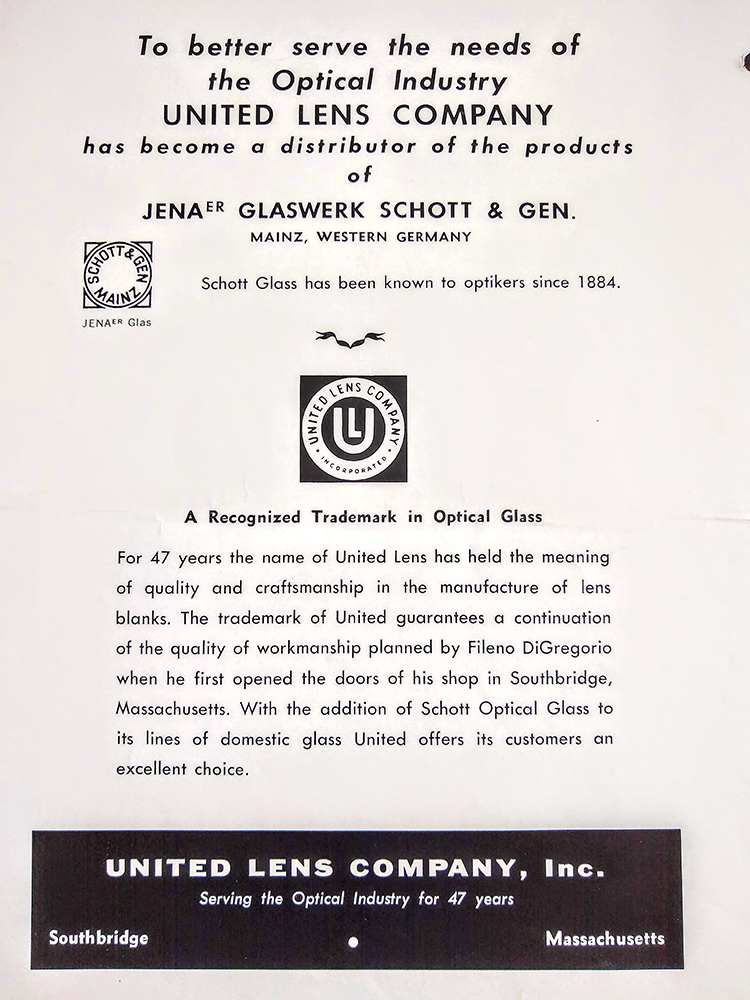 To better serve the needs of
the Optical Industry
UNITED LENS COMPANY
has become a distributor of the products
of
JENAER GLASWERK SCHOTT & GEN.
MAINZ, WESTERN GERMANY
SCHOTT&GEN
MAINZ
JENAER Glas
Schott Glass has been known to optikers since 1884.
UNITED LENS COMPANY
UL
• INCORPORATED •
A Recognized Trademark in Optical Glass
For 47 years the name of United Lens has held the meaning
of quality and craftsmanship in the manufacture of lens
blanks. The trademark of United guarantees a continuation
of the quality of workmanship planned by Fileno DiGregorio
when he first opened the doors of his shop in Southbridge,
Massachusetts. With the addition of Schott Optical Glass to
its lines of domestic glass United offers its customers an
excellent choice.
UNITED LENS COMPANY, Inc.
Serving the Optical Industry for 47 years
Southbridge • Massachusetts